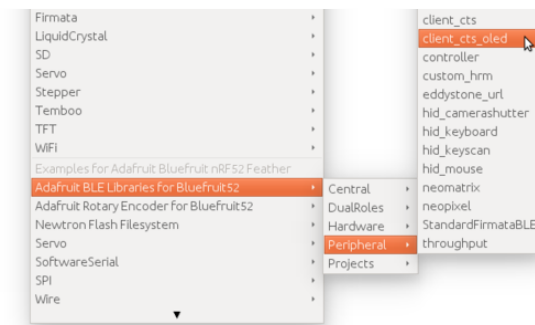 Firmata
LiquidCrystal
SD
Servo
Stepper
Temboo
TFT
WiFi
Examples for Adafruit Bluefruit nRF52 Feather
Adafruit BLE Libraries for Bluefruit52
Adafruit Rotary Encoder for Bluefruit52
Newtron Flash Filesystem
Servo
SoftwareSerial
SPI
Wire
Central
DualRoles
Hardware
Peripheral
Projects
client_cts
client_cts_oled
controller
custom_hrm
eddystone_url
hid_camerashutter
hid_keyboard
hid_keyscan
hid_mouse
neomatrix
neopixel
StandardFirmataBLE
throughput